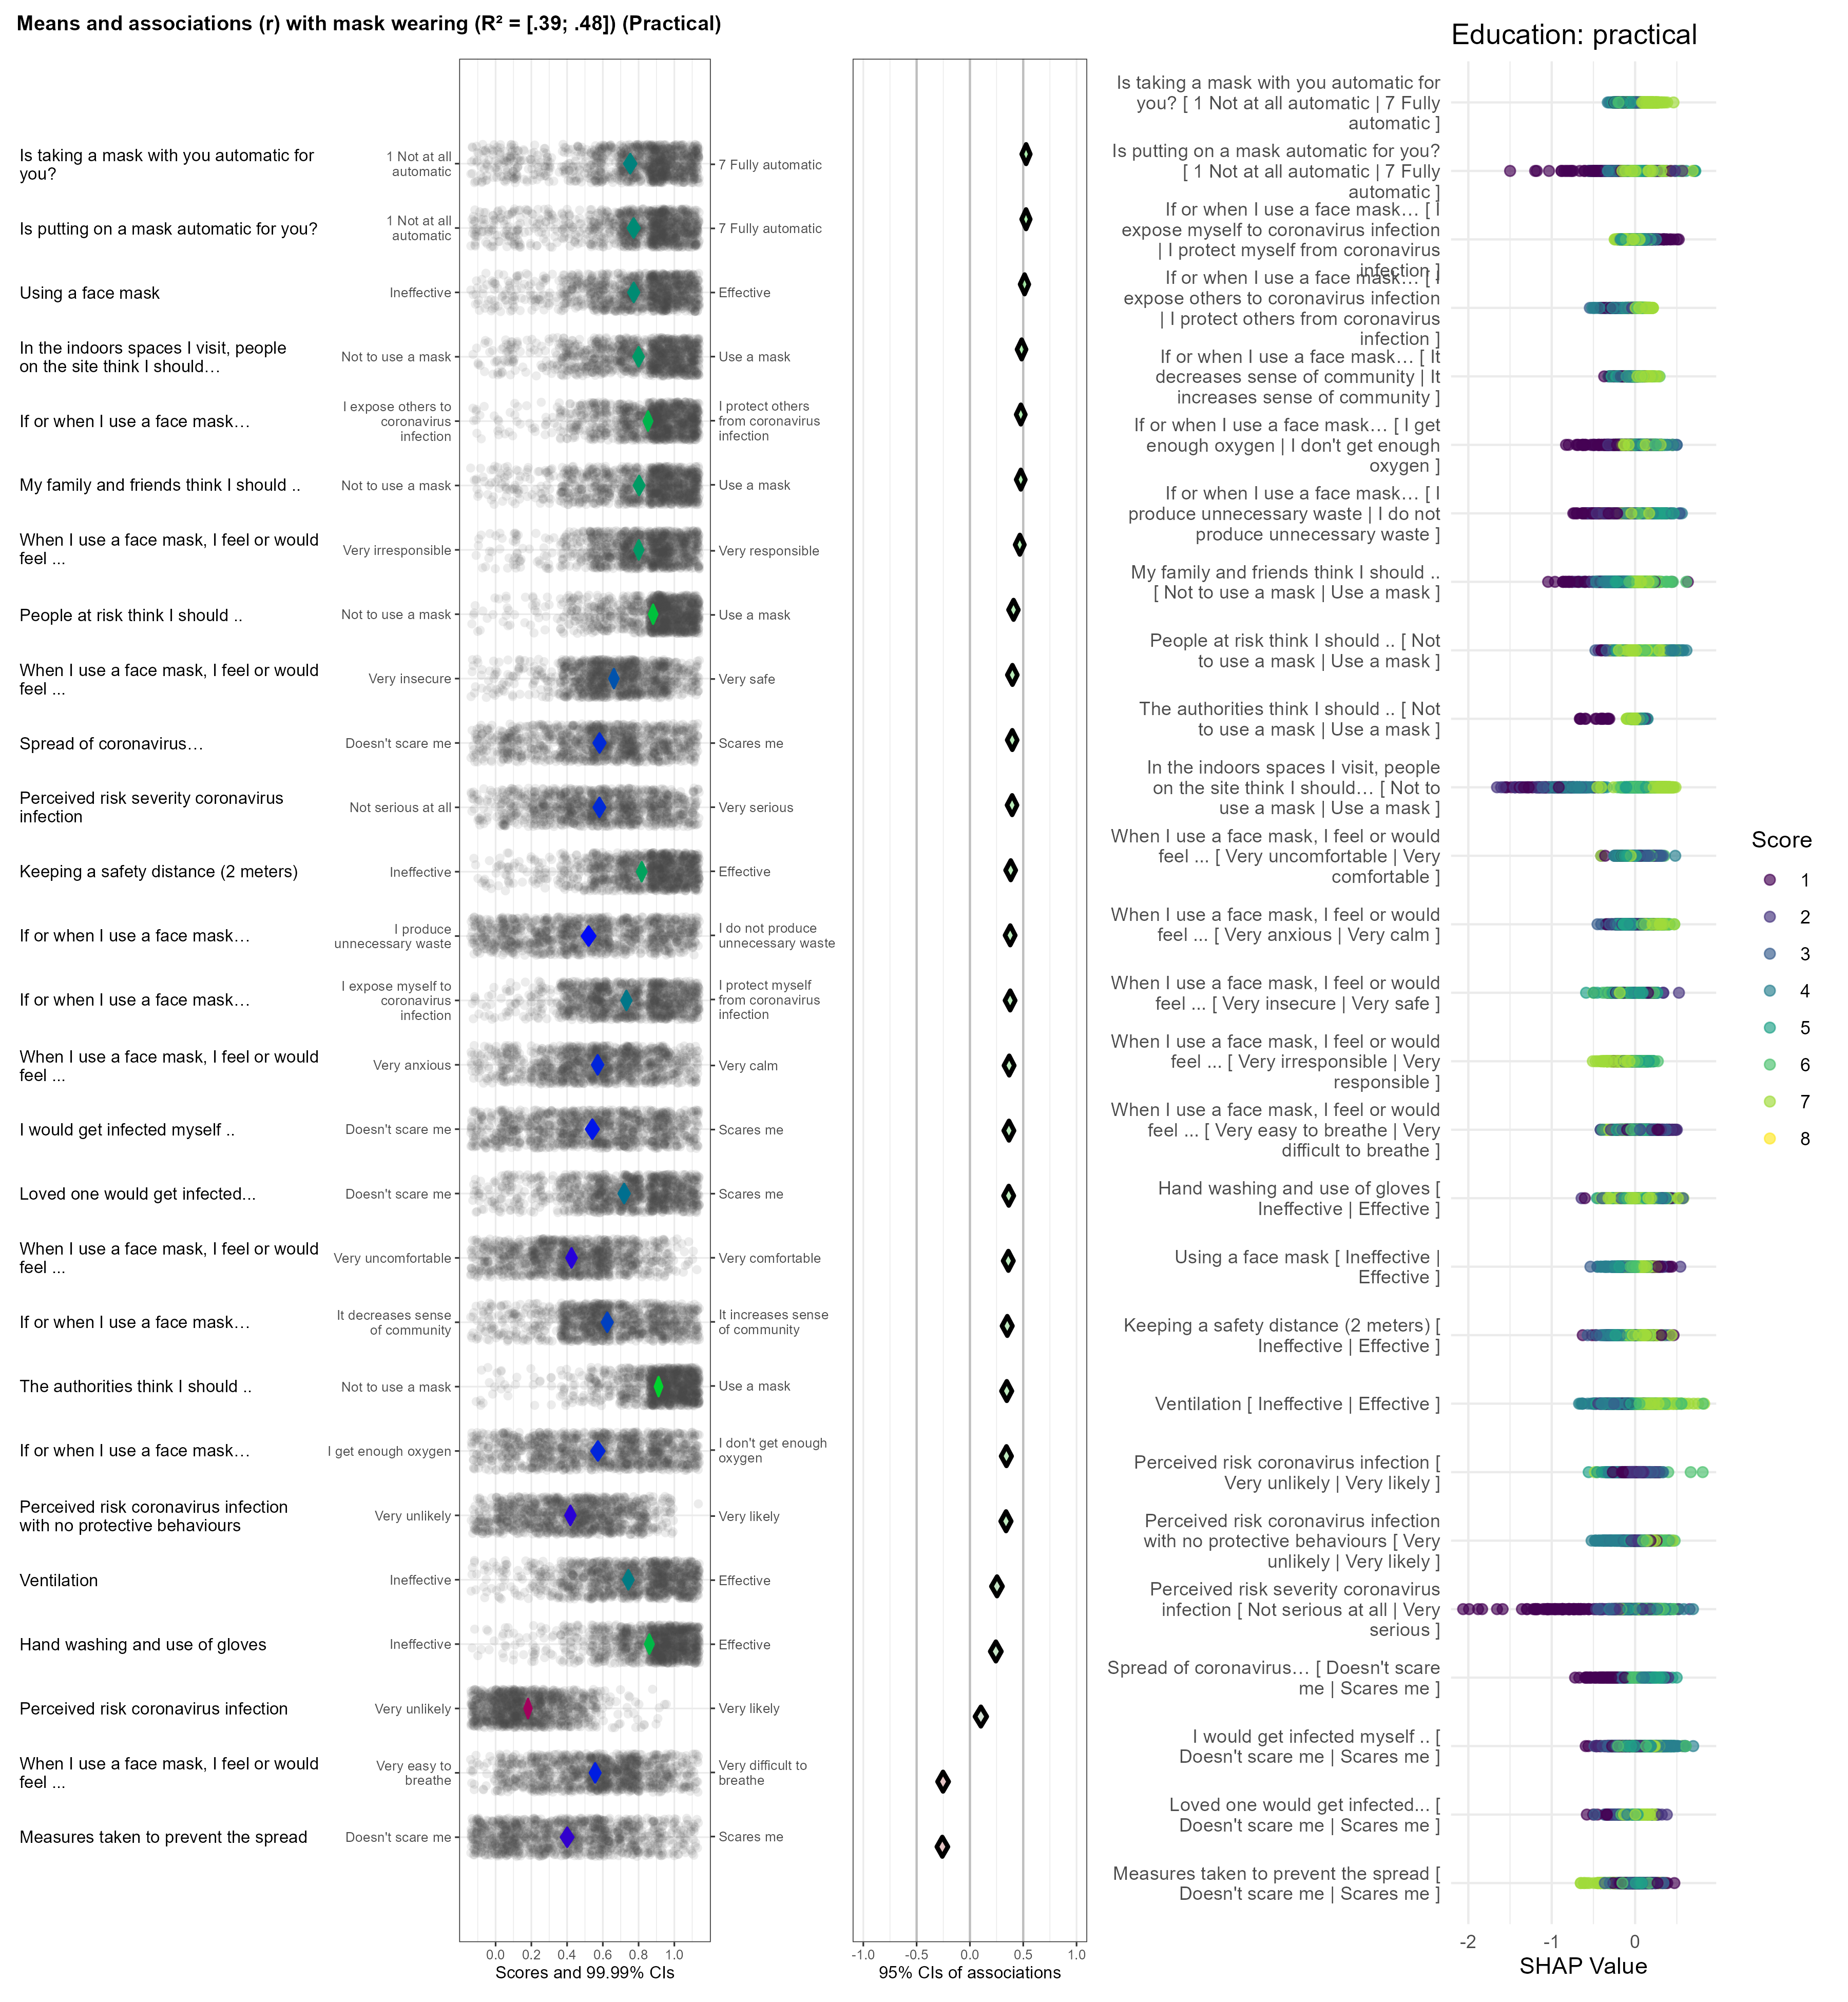 Means and associations (r) with mask wearing (R² = [.39; .48]) (Practical)
Is taking a mask with you automatic for
you?
1 Not at all
automatic
7 Fully automatic
Is putting on a mask automatic for you?
1 Not at all
automatic
7 Fully automatic
Using a face mask
Ineffective
Effective
In the indoors spaces I visit, people
on the site think I should…
Not to use a mask
Use a mask
If or when I use a face mask…
I expose others to
coronavirus
infection
I protect others
from coronavirus
infection
My family and friends think I should ..
Not to use a mask
Use a mask
When I use a face mask, I feel or would
feel ...
Very irresponsible
Very responsible
People at risk think I should ..
Not to use a mask
Use a mask
When I use a face mask, I feel or would
feel ...
Very insecure
Very safe
Spread of coronavirus…
Doesn't scare me
Scares me
Perceived risk severity coronavirus
infection
Not serious at all
Very serious
Keeping a safety distance (2 meters)
Ineffective
Effective
If or when I use a face mask…
I produce
unnecessary waste
I do not produce
unnecessary waste
If or when I use a face mask…
I expose myself to
coronavirus
infection
I protect myself
from coronavirus
infection
When I use a face mask, I feel or would
feel ...
Very anxious
Very calm
I would get infected myself ..
Doesn't scare me
Scares me
Loved one would get infected...
Doesn't scare me
Scares me
When I use a face mask, I feel or would
feel ...
Very uncomfortable
Very comfortable
If or when I use a face mask…
It decreases sense
of community
It increases sense
of community
The authorities think I should ..
Not to use a mask
Use a mask
If or when I use a face mask…
I get enough oxygen
I don't get enough
oxygen
Perceived risk coronavirus infection
with no protective behaviours
Very unlikely
Very likely
Ventilation
Ineffective
Effective
Hand washing and use of gloves
Ineffective
Effective
Perceived risk coronavirus infection
Very unlikely
Very likely
When I use a face mask, I feel or would
feel ...
Very easy to
breathe
Very difficult to
breathe
Measures taken to prevent the spread
Doesn't scare me
Scares me
0.0 0.2 0.4 0.6 0.8 1.0
Scores and 99.99% CIs
-1.0 -0.5 0.0 0.5 1.0
95% CIs of associations
Education: practical
Is taking a mask with you automatic for
you? [ 1 Not at all automatic | 7 Fully
automatic ]
Is putting on a mask automatic for you?
[ 1 Not at all automatic | 7 Fully
automatic ]
If or when I use a face mask… [ I
expose myself to coronavirus infection
| I protect myself from coronavirus
infection ]
If or when I use a face mask… [ I
expose others to coronavirus infection
| I protect others from coronavirus
infection ]
If or when I use a face mask… [ It
decreases sense of community | It
increases sense of community ]
If or when I use a face mask… [ I get
enough oxygen | I don't get enough
oxygen ]
If or when I use a face mask… [ I
produce unnecessary waste | I do not
produce unnecessary waste ]
My family and friends think I should ..
[ Not to use a mask | Use a mask ]
People at risk think I should .. [ Not
to use a mask | Use a mask ]
The authorities think I should .. [ Not
to use a mask | Use a mask ]
In the indoors spaces I visit, people
on the site think I should… [ Not to
use a mask | Use a mask ]
When I use a face mask, I feel or would
feel ... [ Very uncomfortable | Very
comfortable ]
When I use a face mask, I feel or would
feel ... [ Very anxious | Very calm ]
When I use a face mask, I feel or would
feel ... [ Very insecure | Very safe ]
When I use a face mask, I feel or would
feel ... [ Very irresponsible | Very
responsible ]
When I use a face mask, I feel or would
feel ... [ Very easy to breathe | Very
difficult to breathe ]
Hand washing and use of gloves [
Ineffective | Effective ]
Using a face mask [ Ineffective |
Effective ]
Keeping a safety distance (2 meters) [
Ineffective | Effective ]
Ventilation [ Ineffective | Effective ]
Perceived risk coronavirus infection [
Very unlikely | Very likely ]
Perceived risk coronavirus infection
with no protective behaviours [ Very
unlikely | Very likely ]
Perceived risk severity coronavirus
infection [ Not serious at all | Very
serious ]
Spread of coronavirus… [ Doesn't scare
me | Scares me ]
I would get infected myself .. [
Doesn't scare me | Scares me ]
Loved one would get infected... [
Doesn't scare me | Scares me ]
Measures taken to prevent the spread [
Doesn't scare me | Scares me ]
-2 -1 0
SHAP Value
Score
1
2
3
4
5
6
7
8